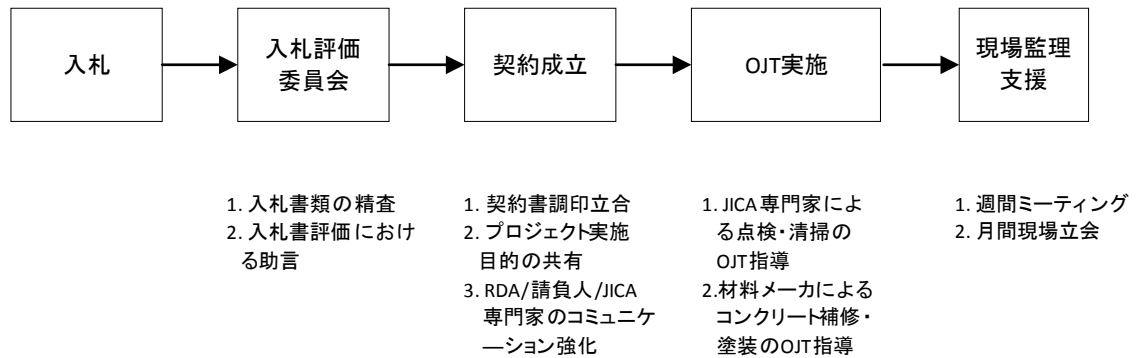 入札
入札評価
委員会
契約成立
OJT実施
現場監理
支援
1. 入札書類の精査
2. 入札書評価におけ
る助言
1. 契約書調印立合
2. プロジェクト実施
目的の共有
3. RDA/請負人/JICA
専門家のコミュニケ
―ション強化
1. JICA専門家によ
る点検・清掃の
OJT指導
2.材料メーカによる
コンクリート補修・
塗装のOJT指導
1. 週間ミーティング
2. 月間現場立会